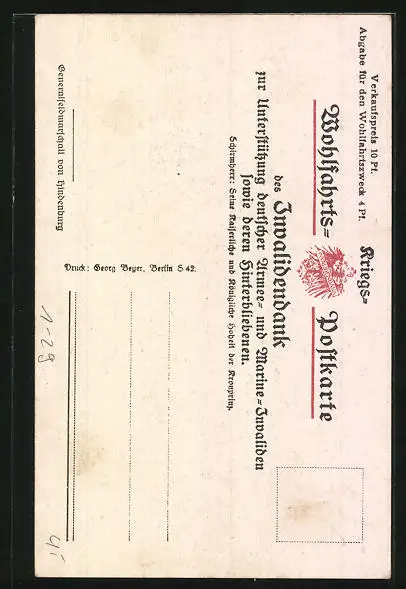 Verkaufspreis 10 Pf.
Abgabe für den Wohlfahrtszweck 4 Pf.
Kriegs-
Wohlfahrts- Postkarte
des Invalidendank
zur Unterstützung deutscher Armee- und Marine-Invaliden
sowie deren Hinterbliebenen.
Schirmherr: Seine Kaiserliche und Königliche Hoheit der Kronprinz.
Druck: Georg Beyer, Berlin S 42.
Generalfeldmarschall von Hindenburg
1-29